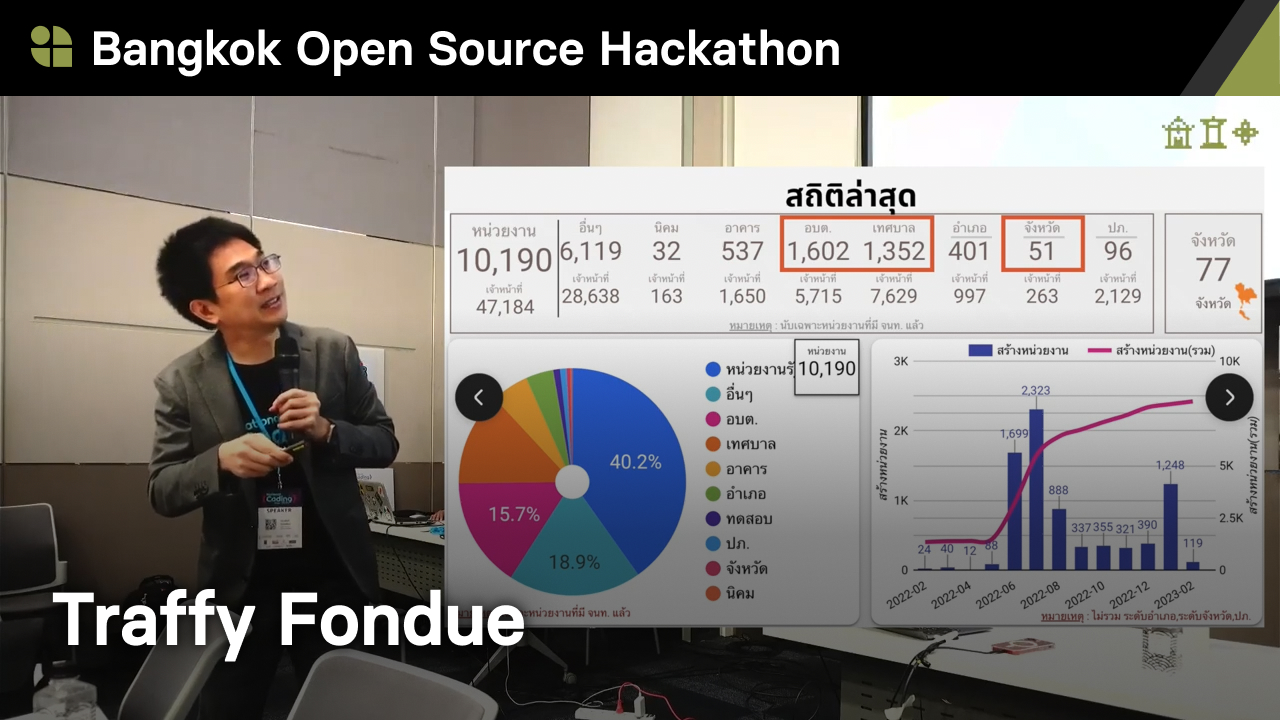 Bangkok Open Source Hackathon
สถิติล่าสุด
หน่วยงาน
10,190
เจ้าหน้าที่
47,184
อื่นๆ
6,119
เจ้าหน้าที่
28,638
นิคม
32
เจ้าหน้าที่
163
อาคาร
537
เจ้าหน้าที่
1,650
อบต.
1,602
เจ้าหน้าที่
5,715
เทศบาล
1,352
เจ้าหน้าที่
7,629
อำเภอ
401
เจ้าหน้าที่
997
จังหวัด
51
เจ้าหน้าที่
263
ปภ.
96
เจ้าหน้าที่
2,129
หมายเหตุ : นับเฉพาะหน่วยงานที่มี จนท. แล้ว
จังหวัด
77
จังหวัด
40.2%
15.7%
18.9%
หน่วยงาน
10,190
หน่วยงานรั
อื่นๆ
อบต.
เทศบาล
อาคาร
อำเภอ
ทดสอบ
ปภ.
จังหวัด
นิคม
หน่วยงานที่มี จนท. แล้ว
สร้างหน่วยงาน สร้างหน่วยงาน(รวม)
3K
2K
1K
0
สร้างหน่วยงาน
10K
5K
2.5K
0
24 40 12 88 1,699 2,323 888 337 355 321 390 1,248 119
2022-02 2022-04 2022-06 2022-08 2022-10 2022-12 2023-02
หมายเหตุ : ไม่รวม ระดับอำเภอ,ระดับจังหวัด,ปภ.
Coding
SPEAKER
Traffy Fondue